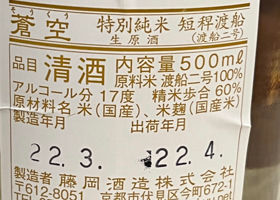 そうくう
蒼空 特別純米 短稈渡船
生原酒 (渡船二号)
品目 清酒 内容量500ml
原料米 渡船二号100%
アルコール分 17度 精米歩合 60%
原材料名 米(国産)、米麹(国産米)
製造年月 出荷年月
22.3. 22.4.
製造者 藤岡酒造株式会
〒612-8051 京都市伏見区今町672-1